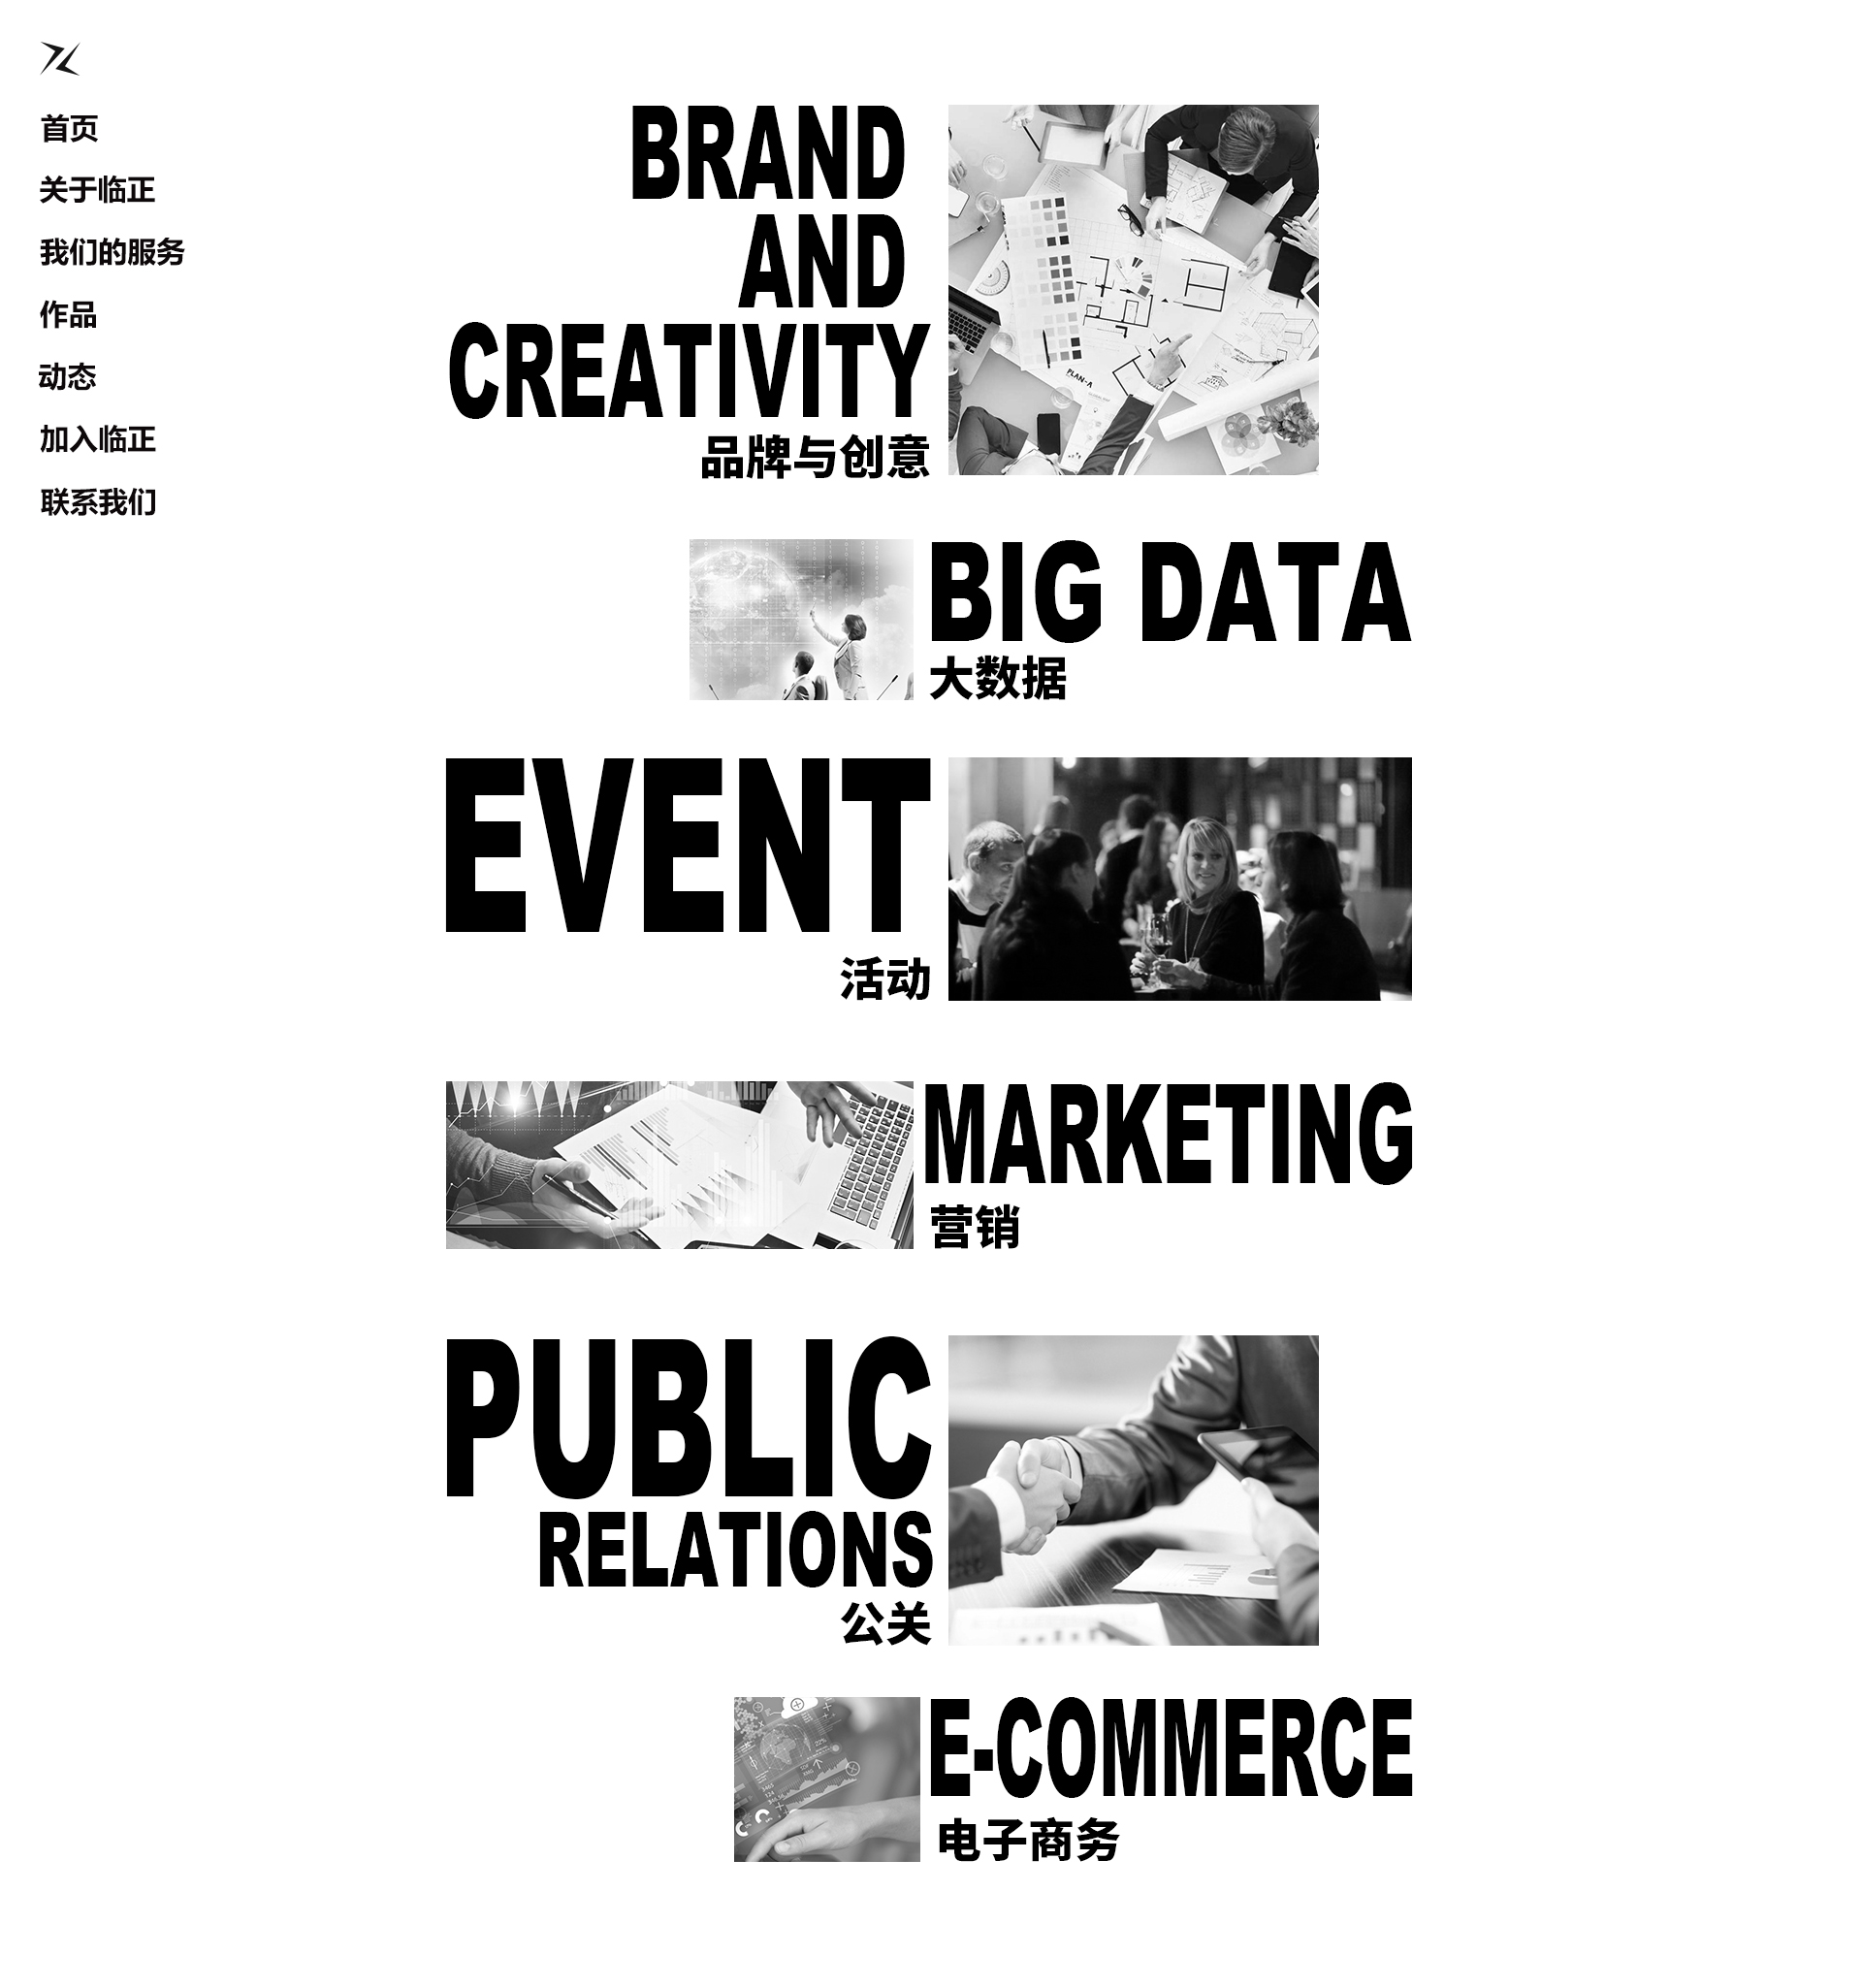 首页
关于临正
我们的服务
作品
动态
加入临正
联系我们
BRAND
AND
CREATIVITY
品牌与创意
PLAN-A
BIG DATA
大数据
EVENT
活动
MARKETING
营销
PUBLIC
RELATIONS
公关
E-COMMERCE
电子商务